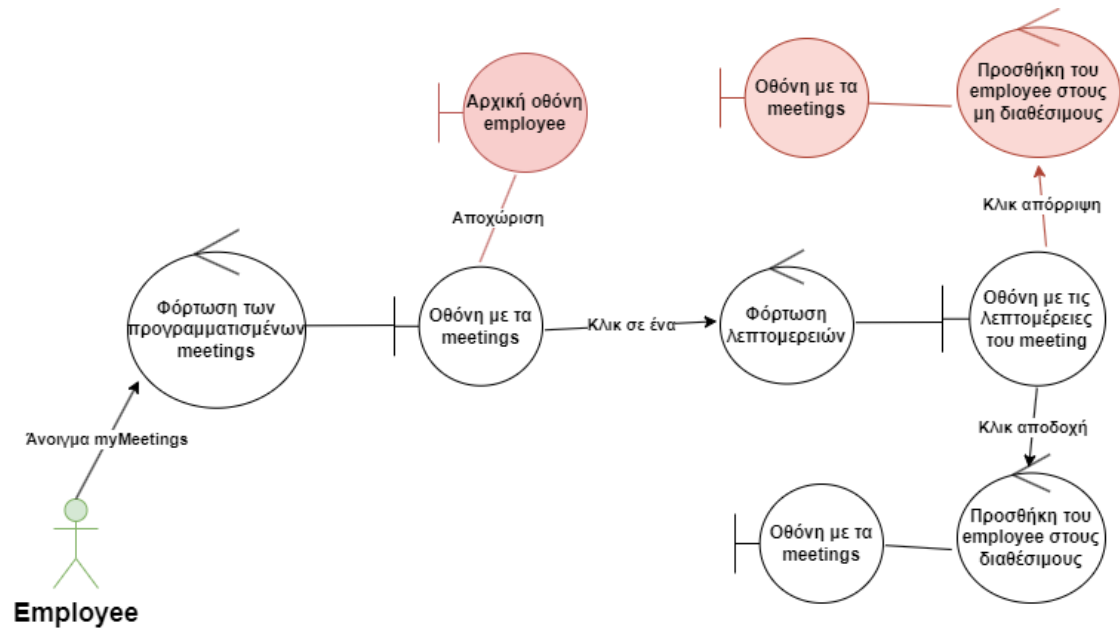 Αρχική οθόνη
employee
Οθόνη με τα
meetings
Προσθήκη του
employee στους
μη διαθέσιμους
Αποχώριση
Κλικ απόρριψη
Φόρτωση των
προγραμματισμένων
meetings
Οθόνη με τα
meetings
Κλικ σε ένα
Φόρτωση
λεπτομερειών
Οθόνη με τις
λεπτομέρειες
του meeting
Άνοιγμα myMeetings
Κλικ αποδοχή
Οθόνη με τα
meetings
Προσθήκη του
employee στους
διαθέσιμους
Employee